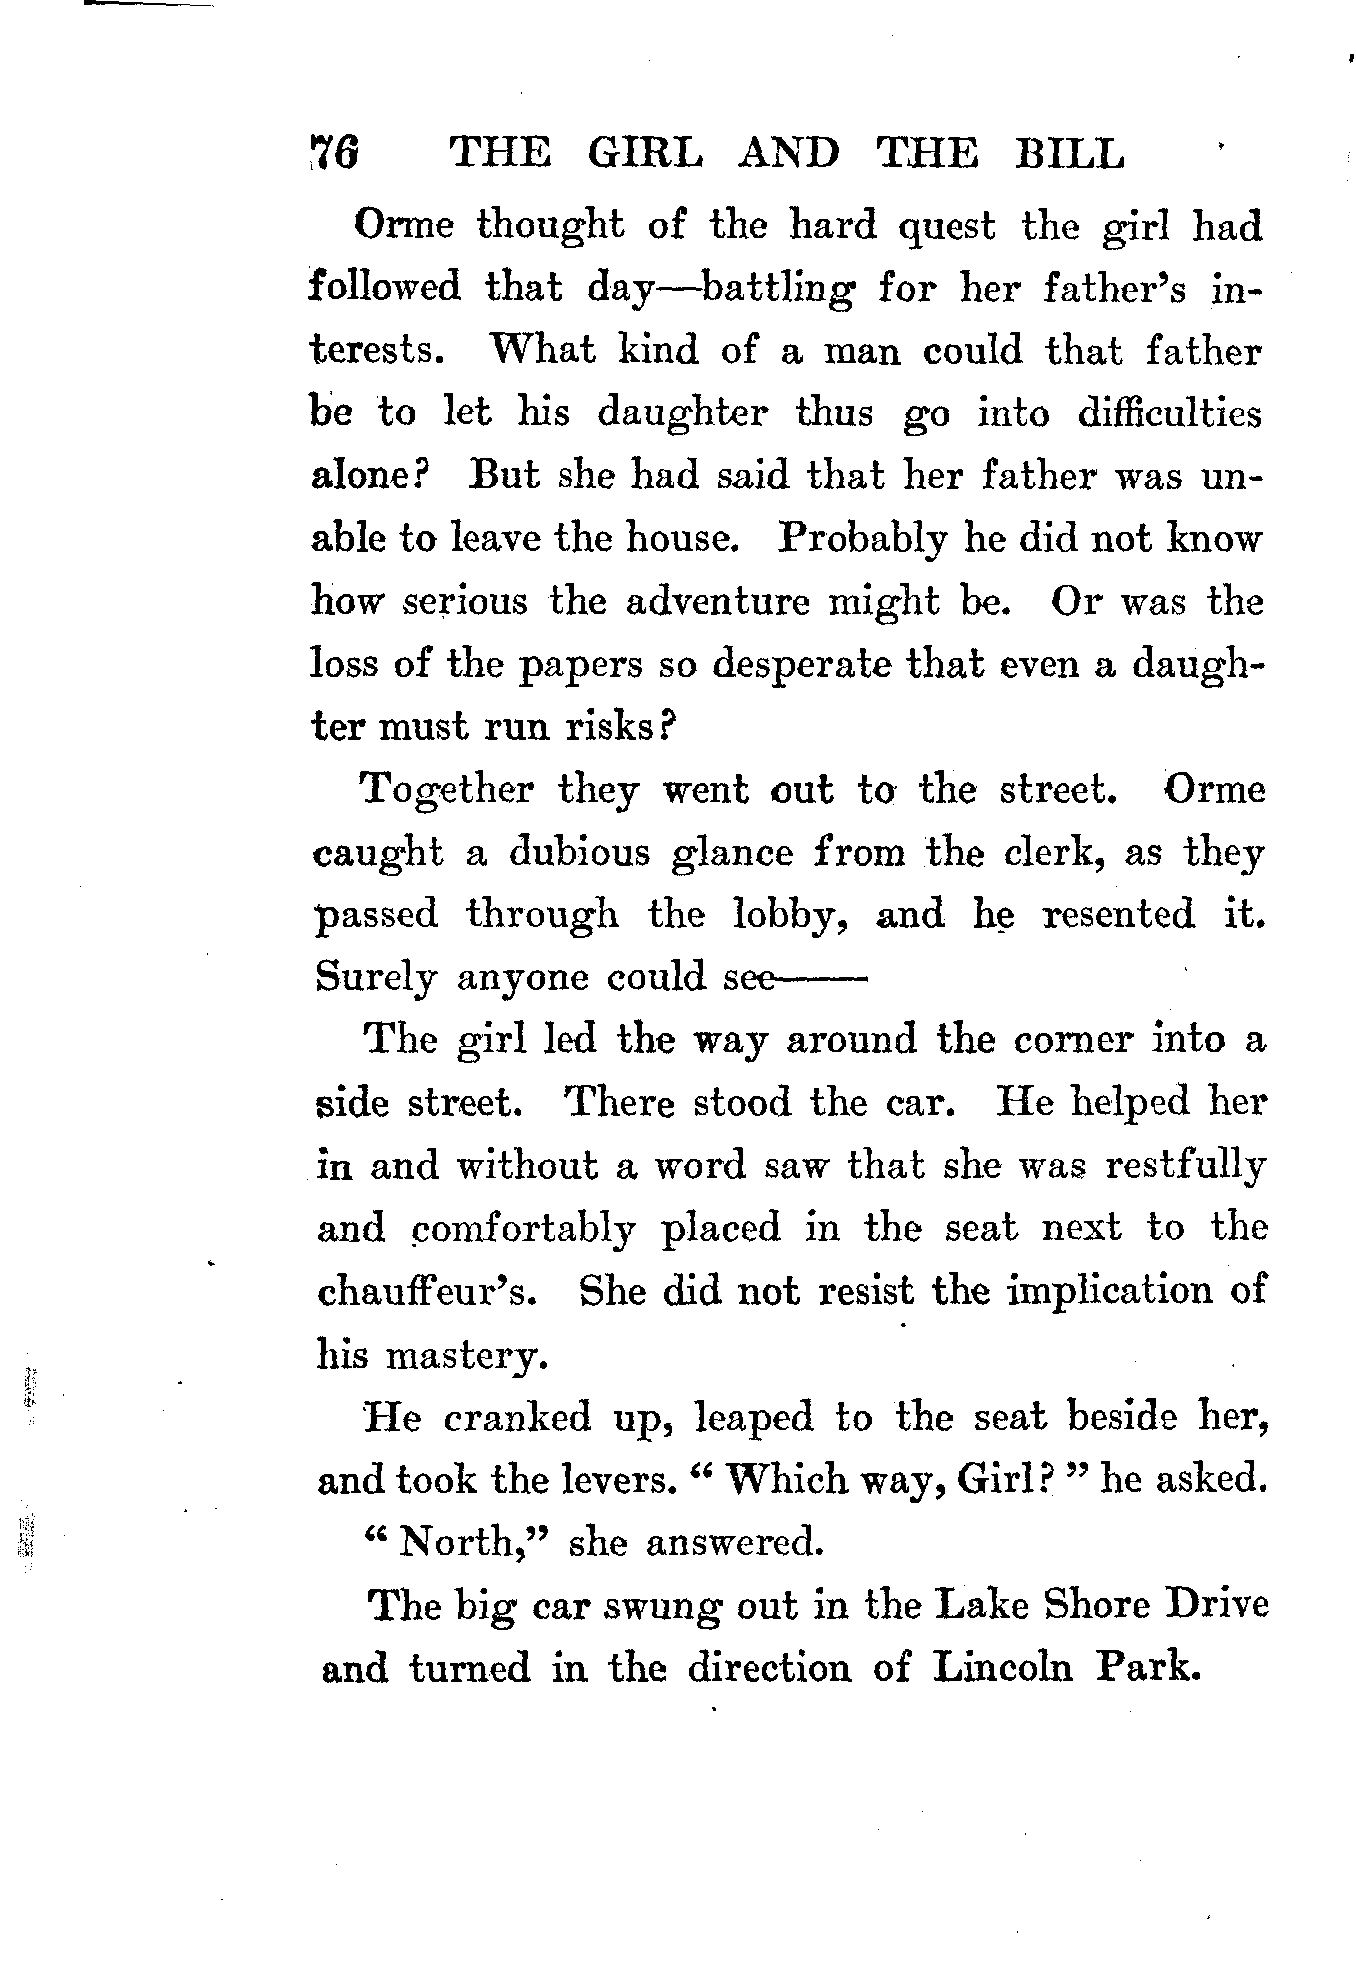 76 THE GIRL AND THE BILL
Orme thought of the hard quest the girl had
followed that day—battling for her father's in-
terests. What kind of a man could that father
be to let his daughter thus go into difficulties
alone? But she had said that her father was un-
able to leave the house. Probably he did not know
how serious the adventure might be. Or was the
loss of the papers so desperate that even a daugh-
ter must run risks?
Together they went out to the street. Orme
caught a dubious glance from the clerk, as they
passed through the lobby, and he resented it.
Surely anyone could see——
The girl led the way around the corner into a
side street. There stood the car. He helped her
in and without a word saw that she was restfully
and comfortably placed in the seat next to the
chauffeur's. She did not resist the implication of
his mastery.
He cranked up, leaped to the seat beside her,
and took the levers. “ Which way, Girl? ” he asked.
“ North,” she answered.
The big car swung out in the Lake Shore Drive
and turned in the direction of Lincoln Park.